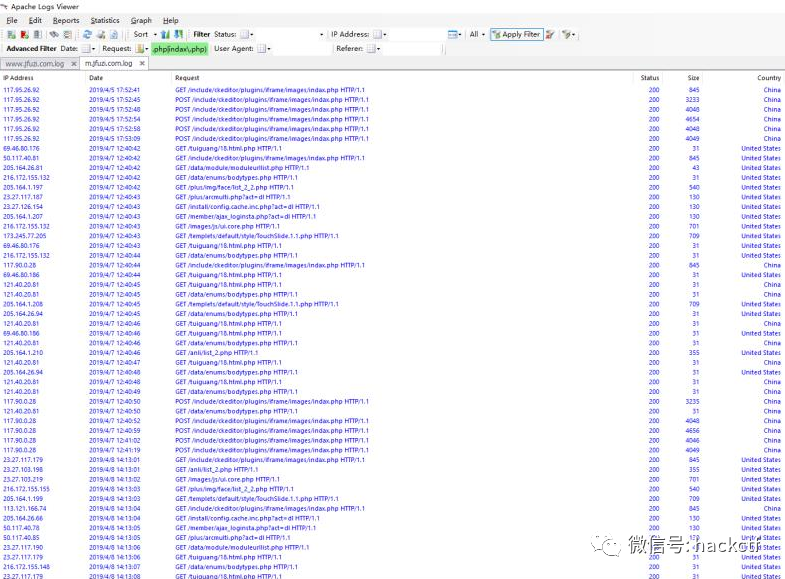 Apache Logs Viewer
File Edit Reports Statistics Graph Help
Sort Filter Status: IP Address: All Apply Filter
Advanced Filter Date: Request: .php|index\.php) User Agent: Referer:
www.jfuzi.com.log m.jfuzi.com.log
IP Address Date Request Status Size Country
117.95.26.92 2019/4/5 17:52:41 GET /include/ckeditor/plugins/iframe/images/indax.php HTTP/1.1 200 845 China
117.95.26.92 2019/4/5 17:52:45 POST /include/ckeditor/plugins/iframe/images/indax.php HTTP/1.1 200 3233 China
117.95.26.92 2019/4/5 17:52:48 POST /include/ckeditor/plugins/iframe/images/indax.php HTTP/1.1 200 4048 China
117.95.26.92 2019/4/5 17:52:54 POST /include/ckeditor/plugins/iframe/images/indax.php HTTP/1.1 200 4654 China
117.95.26.92 2019/4/5 17:52:58 POST /include/ckeditor/plugins/iframe/images/indax.php HTTP/1.1 200 4048 China
117.95.26.92 2019/4/5 17:53:09 POST /include/ckeditor/plugins/iframe/images/indax.php HTTP/1.1 200 4049 China
69.46.80.176 2019/4/7 12:40:42 GET /tuiguang/18.html.php HTTP/1.1 200 31 United States
50.117.40.81 2019/4/7 12:40:42 GET /include/ckeditor/plugins/iframe/images/indax.php HTTP/1.1 200 845 United States
205.164.26.81 2019/4/7 12:40:42 GET /data/module/moduleurllist.php HTTP/1.1 200 43 United States
216.172.155.132 2019/4/7 12:40:42 GET /data/enums/bodytypes.php HTTP/1.1 200 31 United States
205.164.1.197 2019/4/7 12:40:42 GET /plus/img/face/list_2_2.php HTTP/1.1 200 540 United States
23.27.117.187 2019/4/7 12:40:43 GET /plus/arcmulti.php?act=dl HTTP/1.1 200 130 United States
23.27.126.154 2019/4/7 12:40:43 GET /install/config.cache.inc.php?act=dl HTTP/1.1 200 130 United States
205.164.1.207 2019/4/7 12:40:43 GET /member/ajax_loginsta.php?act=dl HTTP/1.1 200 130 United States
216.172.155.132 2019/4/7 12:40:43 GET /images/js/ui.core.php HTTP/1.1 200 701 United States
173.245.77.205 2019/4/7 12:40:43 GET /templets/default/style/TouchSlide.1.1.php HTTP/1.1 200 709 United States
69.46.80.176 2019/4/7 12:40:43 GET /tuiguang/18.html.php HTTP/1.1 200 31 United States
216.172.155.132 2019/4/7 12:40:44 GET /data/enums/bodytypes.php HTTP/1.1 200 31 United States
117.90.0.28 2019/4/7 12:40:44 GET /include/ckeditor/plugins/iframe/images/indax.php HTTP/1.1 200 845 China
69.46.80.186 2019/4/7 12:40:44 GET /tuiguang/18.html.php HTTP/1.1 200 31 United States
121.40.20.81 2019/4/7 12:40:45 GET /tuiguang/18.html.php HTTP/1.1 200 31 China
121.40.20.81 2019/4/7 12:40:45 GET /data/enums/bodytypes.php HTTP/1.1 200 31 China
205.164.1.208 2019/4/7 12:40:45 GET /templets/default/style/TouchSlide.1.1.php HTTP/1.1 200 709 United States
205.164.26.94 2019/4/7 12:40:45 GET /data/enums/bodytypes.php HTTP/1.1 200 31 United States
121.40.20.81 2019/4/7 12:40:46 GET /tuiguang/18.html.php HTTP/1.1 200 31 China
69.46.80.186 2019/4/7 12:40:46 GET /tuiguang/18.html.php HTTP/1.1 200 31 United States
121.40.20.81 2019/4/7 12:40:46 GET /data/enums/bodytypes.php HTTP/1.1 200 31 China
205.164.1.210 2019/4/7 12:40:46 GET /anli/list_2.php HTTP/1.1 200 355 United States
121.40.20.81 2019/4/7 12:40:47 GET /tuiguang/18.html.php HTTP/1.1 200 31 China
205.164.26.94 2019/4/7 12:40:48 GET /data/enums/bodytypes.php HTTP/1.1 200 31 United States
121.40.20.81 2019/4/7 12:40:48 GET /tuiguang/18.html.php HTTP/1.1 200 31 China
121.40.20.81 2019/4/7 12:40:49 GET /data/enums/bodytypes.php HTTP/1.1 200 31 China
117.90.0.28 2019/4/7 12:40:50 POST /include/ckeditor/plugins/iframe/images/indax.php HTTP/1.1 200 3235 China
121.40.20.81 2019/4/7 12:40:50 GET /data/enums/bodytypes.php HTTP/1.1 200 31 China
117.90.0.28 2019/4/7 12:40:52 POST /include/ckeditor/plugins/iframe/images/indax.php HTTP/1.1 200 4048 China
117.90.0.28 2019/4/7 12:40:59 POST /include/ckeditor/plugins/iframe/images/indax.php HTTP/1.1 200 4656 China
117.90.0.28 2019/4/7 12:41:02 POST /include/ckeditor/plugins/iframe/images/indax.php HTTP/1.1 200 4046 China
117.90.0.28 2019/4/7 12:41:19 POST /include/ckeditor/plugins/iframe/images/indax.php HTTP/1.1 200 4049 China
23.27.117.179 2019/4/8 14:13:01 GET /include/ckeditor/plugins/iframe/images/indax.php HTTP/1.1 200 845 United States
23.27.103.198 2019/4/8 14:13:01 GET /anli/list_2.php HTTP/1.1 200 355 United States
23.27.103.219 2019/4/8 14:13:02 GET /images/js/ui.core.php HTTP/1.1 200 701 United States
216.172.155.155 2019/4/8 14:13:03 GET /plus/img/face/list_2_2.php HTTP/1.1 200 540 United States
205.164.1.199 2019/4/8 14:13:03 GET /templets/default/style/TouchSlide.1.1.php HTTP/1.1 200 709 United States
113.121.166.74 2019/4/8 14:13:04 GET /include/ckeditor/plugins/iframe/images/indax.php HTTP/1.1 200 845 China
205.164.26.66 2019/4/8 14:13:04 GET /install/config.cache.inc.php?act=dl HTTP/1.1 200 130 United States
50.117.40.78 2019/4/8 14:13:05 GET /member/ajax_loginsta.php?act=dl HTTP/1.1 200 130 United States
50.117.40.85 2019/4/8 14:13:05 GET /plus/arcmulti.php?act=dl HTTP/1.1 200
23.27.117.190 2019/4/8 14:13:06 GET /data/module/moduleurllist.php HTTP/1.1 200
23.27.117.179 2019/4/8 14:13:06 GET /tuiguang/18.html.php HTTP/1.1 200 31 United States
216.172.155.148 2019/4/8 14:13:07 GET /data/enums/bodytypes.php HTTP/1.1 200 31 United States
23.27.117.179 2019/4/8 14:13:08 GET /tuiguang/18.html.php HTTP/1.1 200 31 United States
微信号: hackctf